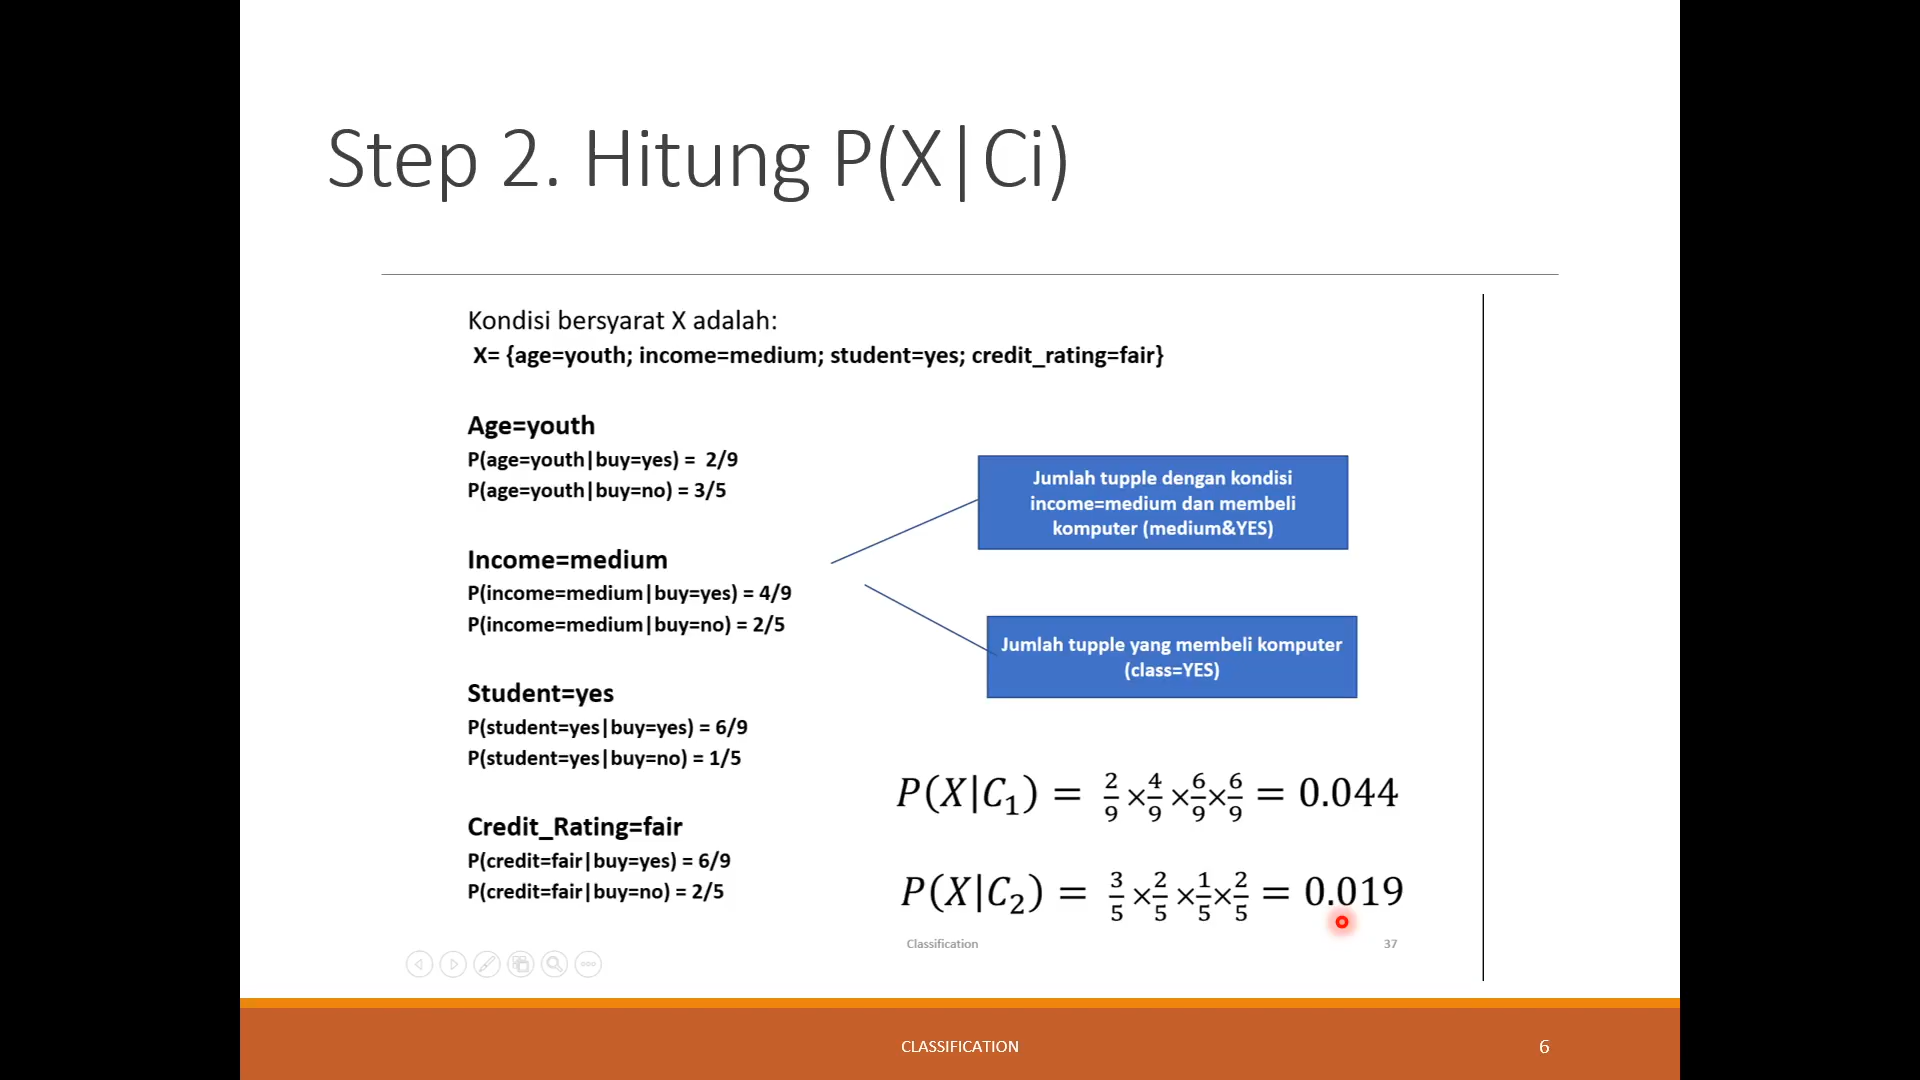 Step 2. Hitung P(X|Ci)
Kondisi bersyarat X adalah:
X= {age=youth; income=medium; student=yes; credit_rating=fair}
Age=youth
P(age=youth|buy=yes) = 2/9
P(age=youth|buy=no) = 3/5
Income=medium
P(income=medium|buy=yes) = 4/9
P(income=medium|buy=no) = 2/5
Student=yes
P(student=yes|buy=yes) = 6/9
P(student=yes|buy=no) = 1/5
Credit_Rating=fair
P(credit=fair|buy=yes) = 6/9
P(credit=fair|buy=no) = 2/5
Jumlah tupple dengan kondisi
income=medium dan membeli
komputer (medium&YES)
Jumlah tupple yang membeli komputer
(class=YES)
P(X|C₁) = 2/9 × 4/9 × 6/9 × 6/9 = 0.044
P(X|C₂) = 3/5 × 2/5 × 1/5 × 2/5 = 0.019
Classification 37
CLASSIFICATION 6